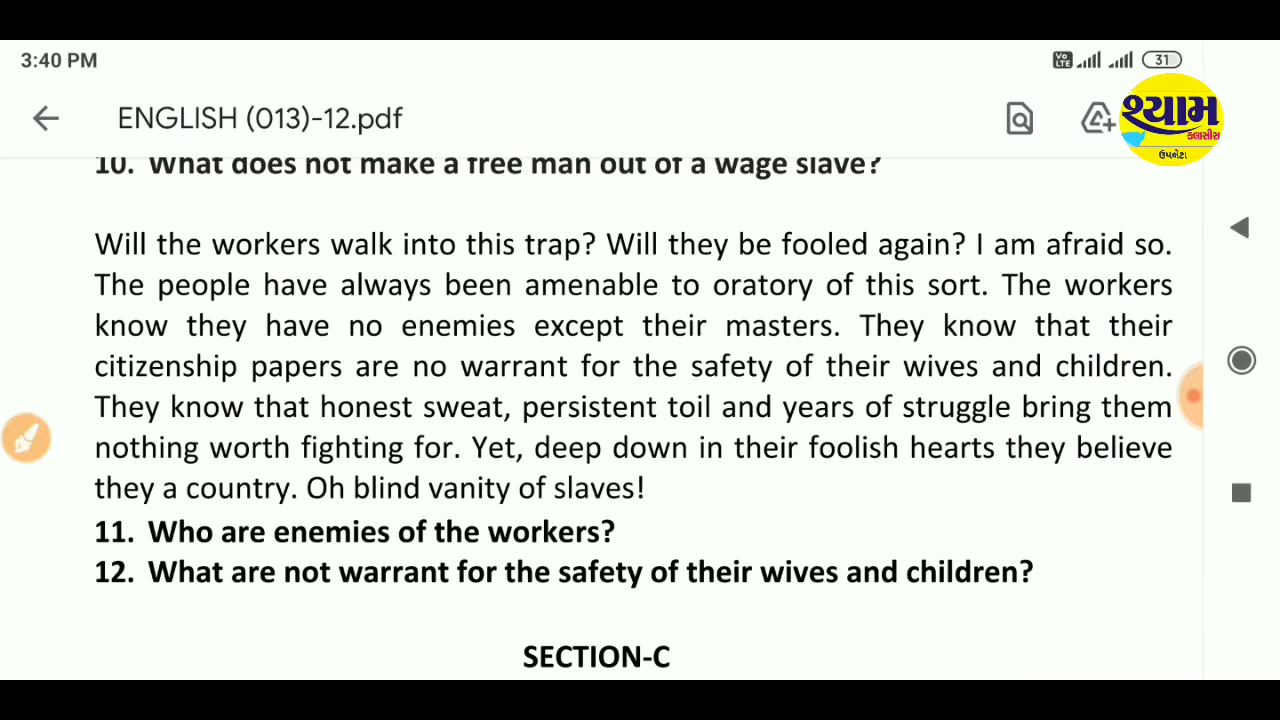 3:40 PM
Vo LTE
31
ENGLISH (013)-12.pdf
શ્યામ
કલાસીસ
ઉપલેટા
10. What does not make a free man out of a wage slave?
Will the workers walk into this trap? Will they be fooled again? I am afraid so.
The people have always been amenable to oratory of this sort. The workers
know they have no enemies except their masters. They know that their
citizenship papers are no warrant for the safety of their wives and children.
They know that honest sweat, persistent toil and years of struggle bring them
nothing worth fighting for. Yet, deep down in their foolish hearts they believe
they a country. Oh blind vanity of slaves!
11. Who are enemies of the workers?
12. What are not warrant for the safety of their wives and children?
SECTION-C